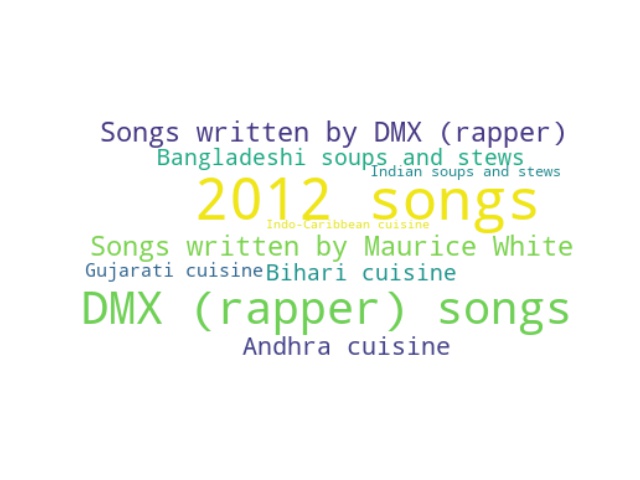 Songs written by DMX (rapper)
Bangladeshi soups and stews
Indian soups and stews
2012 songs
Indo-Caribbean cuisine
Songs written by Maurice White
Gujarati cuisine
Bihari cuisine
DMX (rapper) songs
Andhra cuisine